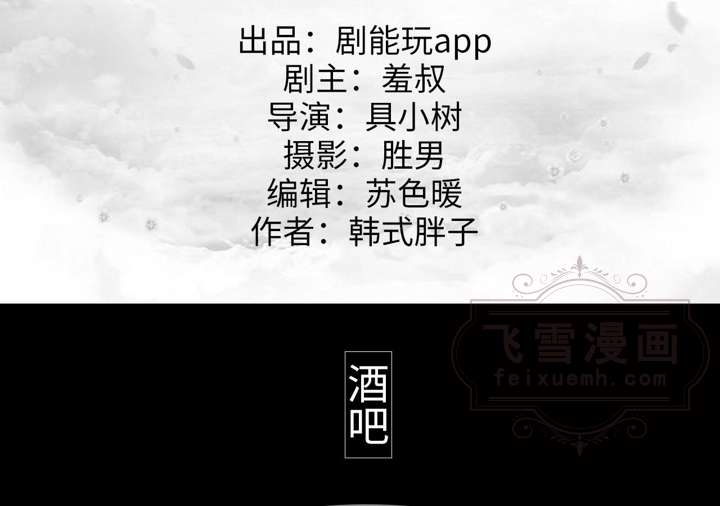 出品：剧能玩app
剧主：羞叔
导演：具小树
摄影：胜男
编辑：苏色暖
作者：韩式胖子
飞雪漫画
feixuemh.com
酒吧